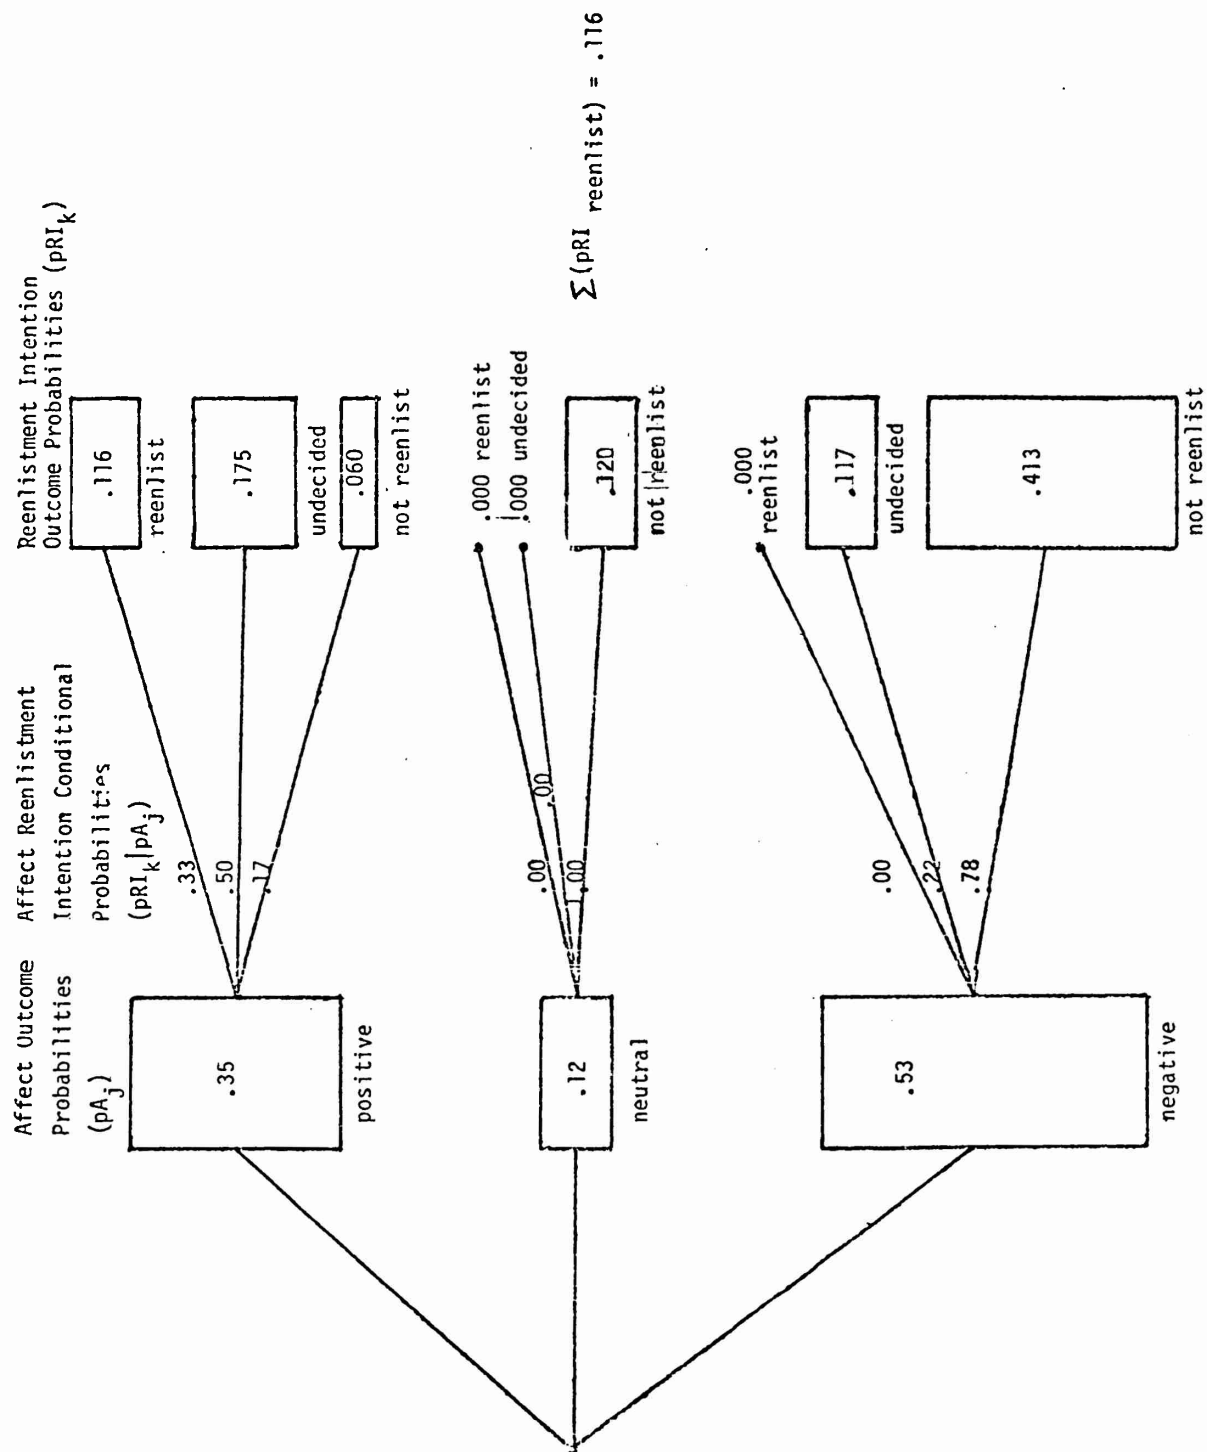 Affect Outcome
Probabilities
(pAj)
Affect Reenlistment
Intention Conditional
Probabilities
(pRIk|pAj)
Reenlistment Intention
Outcome Probabilities (pRIk)
.35
positive
.33
.50
.17
.116
reenlist
.175
undecided
.060
not reenlist
.12
neutral
.00
.00
1.00
.000 reenlist
.000 undecided
.120
not reenlist
.53
negative
.00
.22
.78
.000
reenlist
.117
undecided
.413
not reenlist
Σ(pRI reenlist) = .116